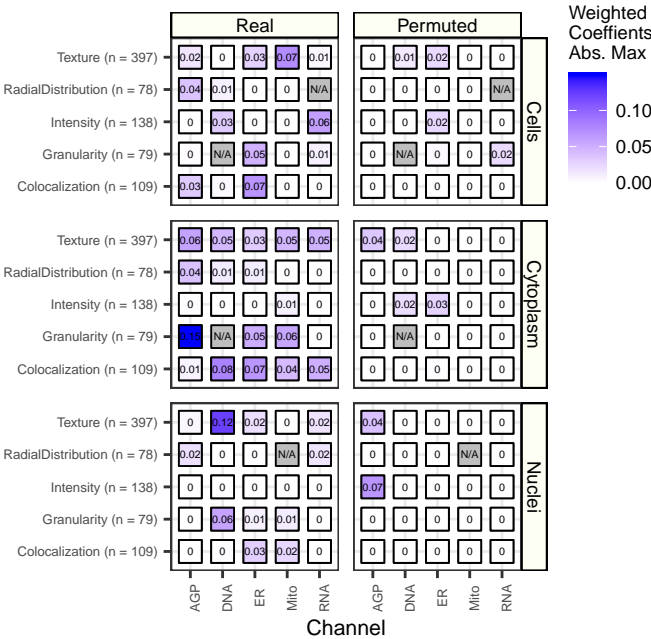 Real Permuted
Weighted
Coeffients
Abs. Max
0.10
0.05
0.00
Cells
Texture (n = 397) 0.02 0 0.03 0.07 0.01 0 0.01 0.02 0 0
RadialDistribution (n = 78) 0.04 0.01 0 0 N/A 0 0 0 0 N/A
Intensity (n = 138) 0 0.03 0 0 0.06 0 0 0.02 0 0
Granularity (n = 79) 0 N/A 0.05 0 0.01 0 N/A 0 0 0.02
Colocalization (n = 109) 0.03 0 0.07 0 0 0 0 0 0 0
Cytoplasm
Texture (n = 397) 0.06 0.05 0.03 0.05 0.05 0.04 0.02 0 0 0
RadialDistribution (n = 78) 0.04 0.01 0.01 0 0 0 0 0 0 0
Intensity (n = 138) 0 0 0 0.01 0 0 0.02 0.03 0 0
Granularity (n = 79) 0.15 N/A 0.05 0.06 0 0 N/A 0 0 0
Colocalization (n = 109) 0.01 0.08 0.07 0.04 0.05 0 0 0 0 0
Nuclei
Texture (n = 397) 0 0.12 0.02 0 0.02 0.04 0 0 0 0
RadialDistribution (n = 78) 0.02 0 0 N/A 0.02 0 0 0 N/A 0
Intensity (n = 138) 0 0 0 0 0 0.07 0 0 0 0
Granularity (n = 79) 0 0.06 0.01 0.01 0 0 0 0 0 0
Colocalization (n = 109) 0 0 0.03 0.02 0 0 0 0 0 0
AGP DNA ER Mito RNA AGP DNA ER Mito RNA
Channel